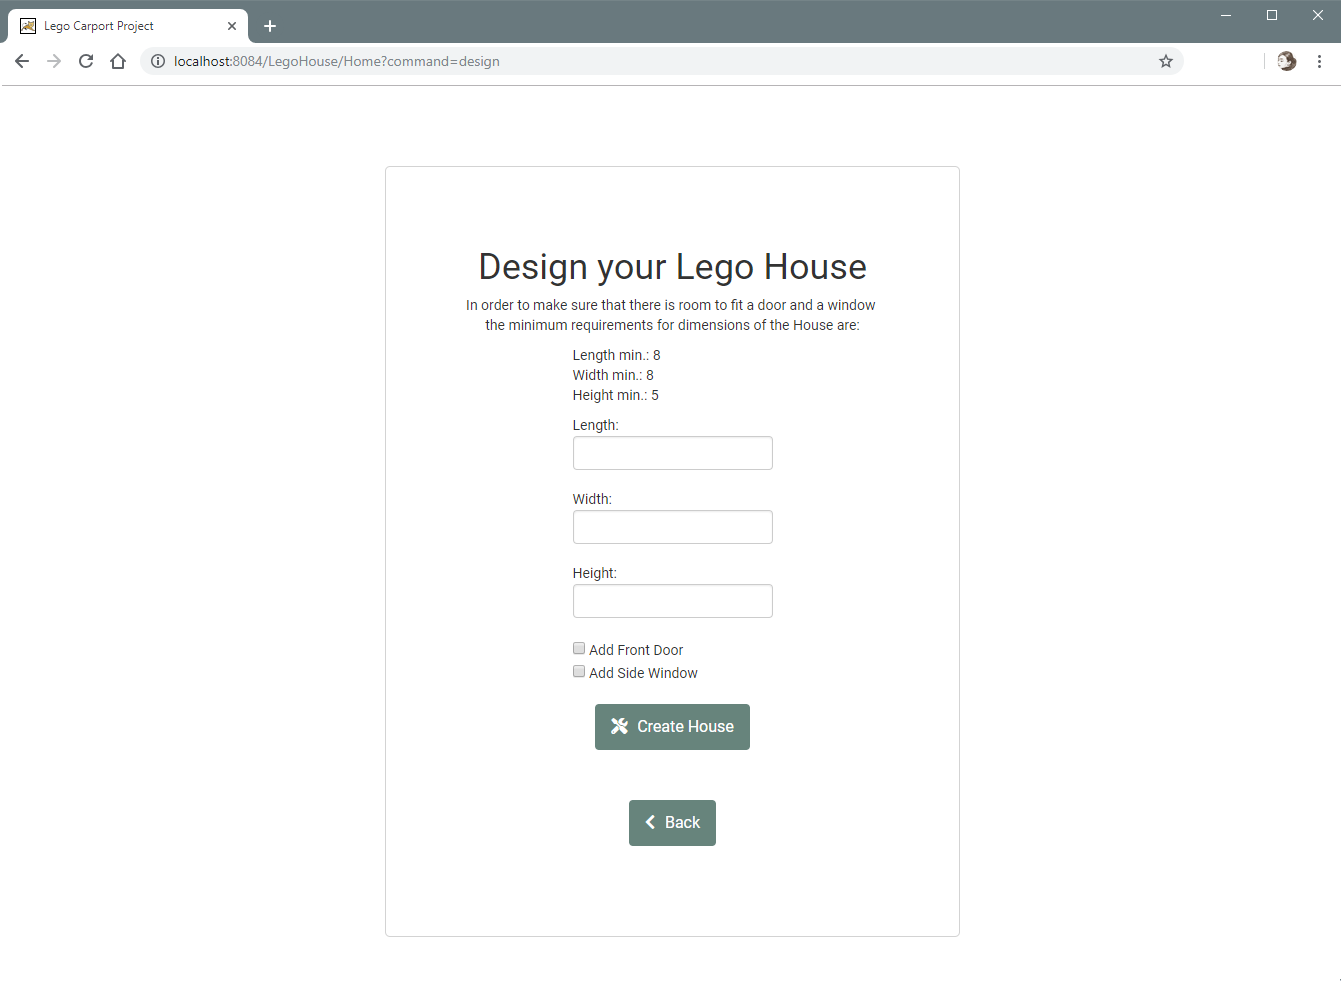 Lego Carport Project
localhost:8084/LegoHouse/Home?command=design
Design your Lego House
In order to make sure that there is room to fit a door and a window
the minimum requirements for dimensions of the House are:
Length min.: 8
Width min.: 8
Height min.: 5
Length:
Width:
Height:
Add Front Door
Add Side Window
Create House
Back